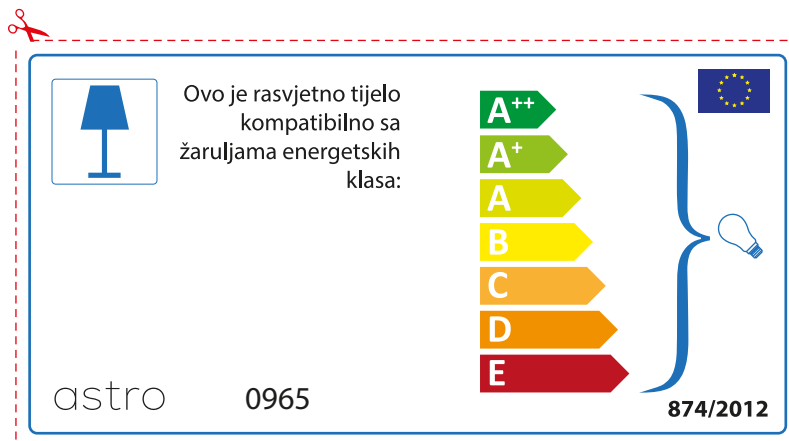 Ovo je rasvjetno tijelo
kompatibilno sa
žaruljama energetskih
klasa:
A++
A+
A
B
C
D
E
astro
0965
874/2012